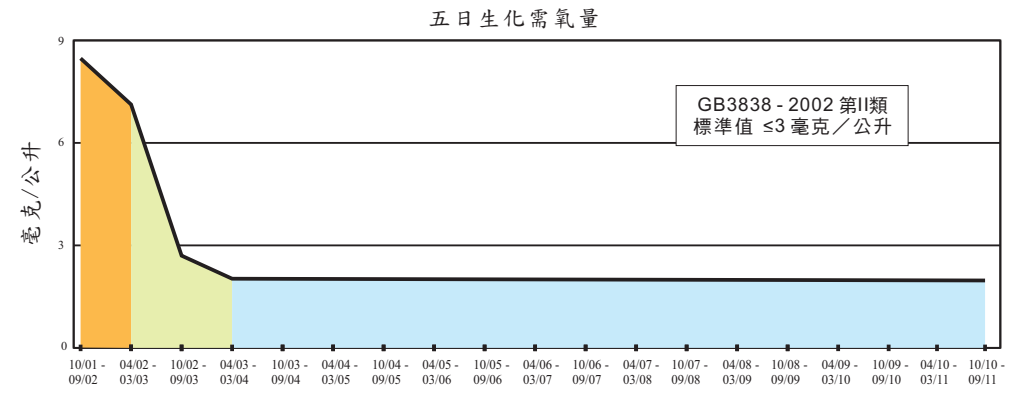 五日生化需氧量
9
GB3838 - 2002 第II類
標準值 ≤3 毫克／公升
6
毫克/公升
3
0
10/01 - 04/02 - 10/02 - 04/03 - 10/03 - 04/04 - 10/04 - 04/05 - 10/05 - 04/06 - 10/06 - 04/07 - 10/07 - 04/08 - 10/08 - 04/09 - 10/09 - 04/10 - 10/10 -
09/02 03/03 09/03 03/04 09/04 03/05 09/05 03/06 09/06 03/07 09/07 03/08 09/08 03/09 09/09 03/10 09/10 03/11 09/11